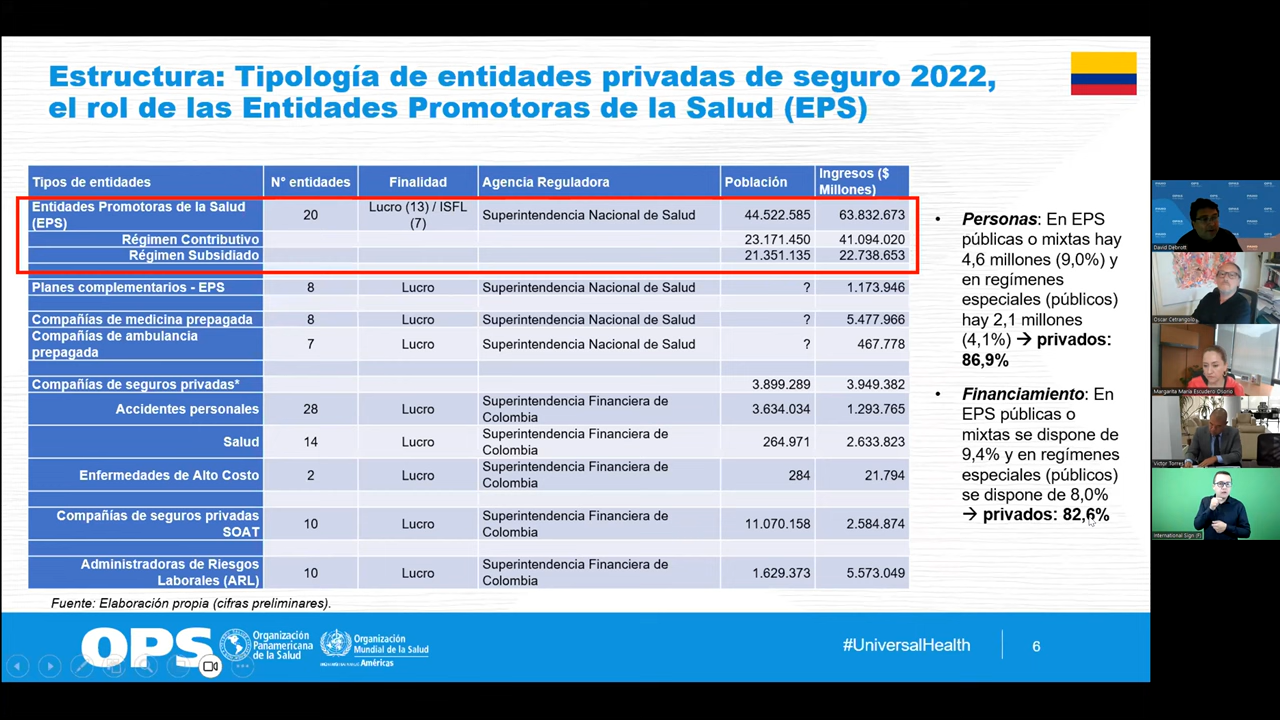 Estructura: Tipología de entidades privadas de seguro 2022,
el rol de las Entidades Promotoras de la Salud (EPS)
Tipos de entidades N° entidades Finalidad Agencia Reguladora Población Ingresos ($ Millones)
Entidades Promotoras de la Salud (EPS) 20 Lucro (13) / ISFL (7) Superintendencia Nacional de Salud 44.522.585 63.832.673
Régimen Contributivo 23.171.450 41.094.020
Régimen Subsidiado 21.351.135 22.738.653
Planes complementarios - EPS 8 Lucro Superintendencia Nacional de Salud ? 1.173.946
Compañías de medicina prepagada 8 Lucro Superintendencia Nacional de Salud ? 5.477.966
Compañías de ambulancia prepagada 7 Lucro Superintendencia Nacional de Salud ? 467.778
Compañías de seguros privadas* 3.899.289 3.949.382
Accidentes personales 28 Lucro Superintendencia Financiera de Colombia 3.634.034 1.293.765
Salud 14 Lucro Superintendencia Financiera de Colombia 264.971 2.633.823
Enfermedades de Alto Costo 2 Lucro Superintendencia Financiera de Colombia 284 21.794
Compañías de seguros privadas SOAT 10 Lucro Superintendencia Financiera de Colombia 11.070.158 2.584.874
Administradoras de Riesgos Laborales (ARL) 10 Lucro Superintendencia Financiera de Colombia 1.629.373 5.573.049
Fuente: Elaboración propia (cifras preliminares).
• Personas: En EPS
públicas o mixtas hay
4,6 millones (9,0%) y
en regímenes
especiales (públicos)
hay 2,1 millones
(4,1%) → privados:
86,9%
• Financiamiento: En
EPS públicas o
mixtas se dispone de
9,4% y en regímenes
especiales (públicos)
se dispone de 8,0%
→ privados: 82,6%
David Debrott
Oscar Cetrangolo
Margarita María Escudero Osorio
Victor Torres
International Sign (F)
OPS
Organización
Panamericana
de la Salud
Organización
Mundial de la Salud
Américas
#UniversalHealth
6